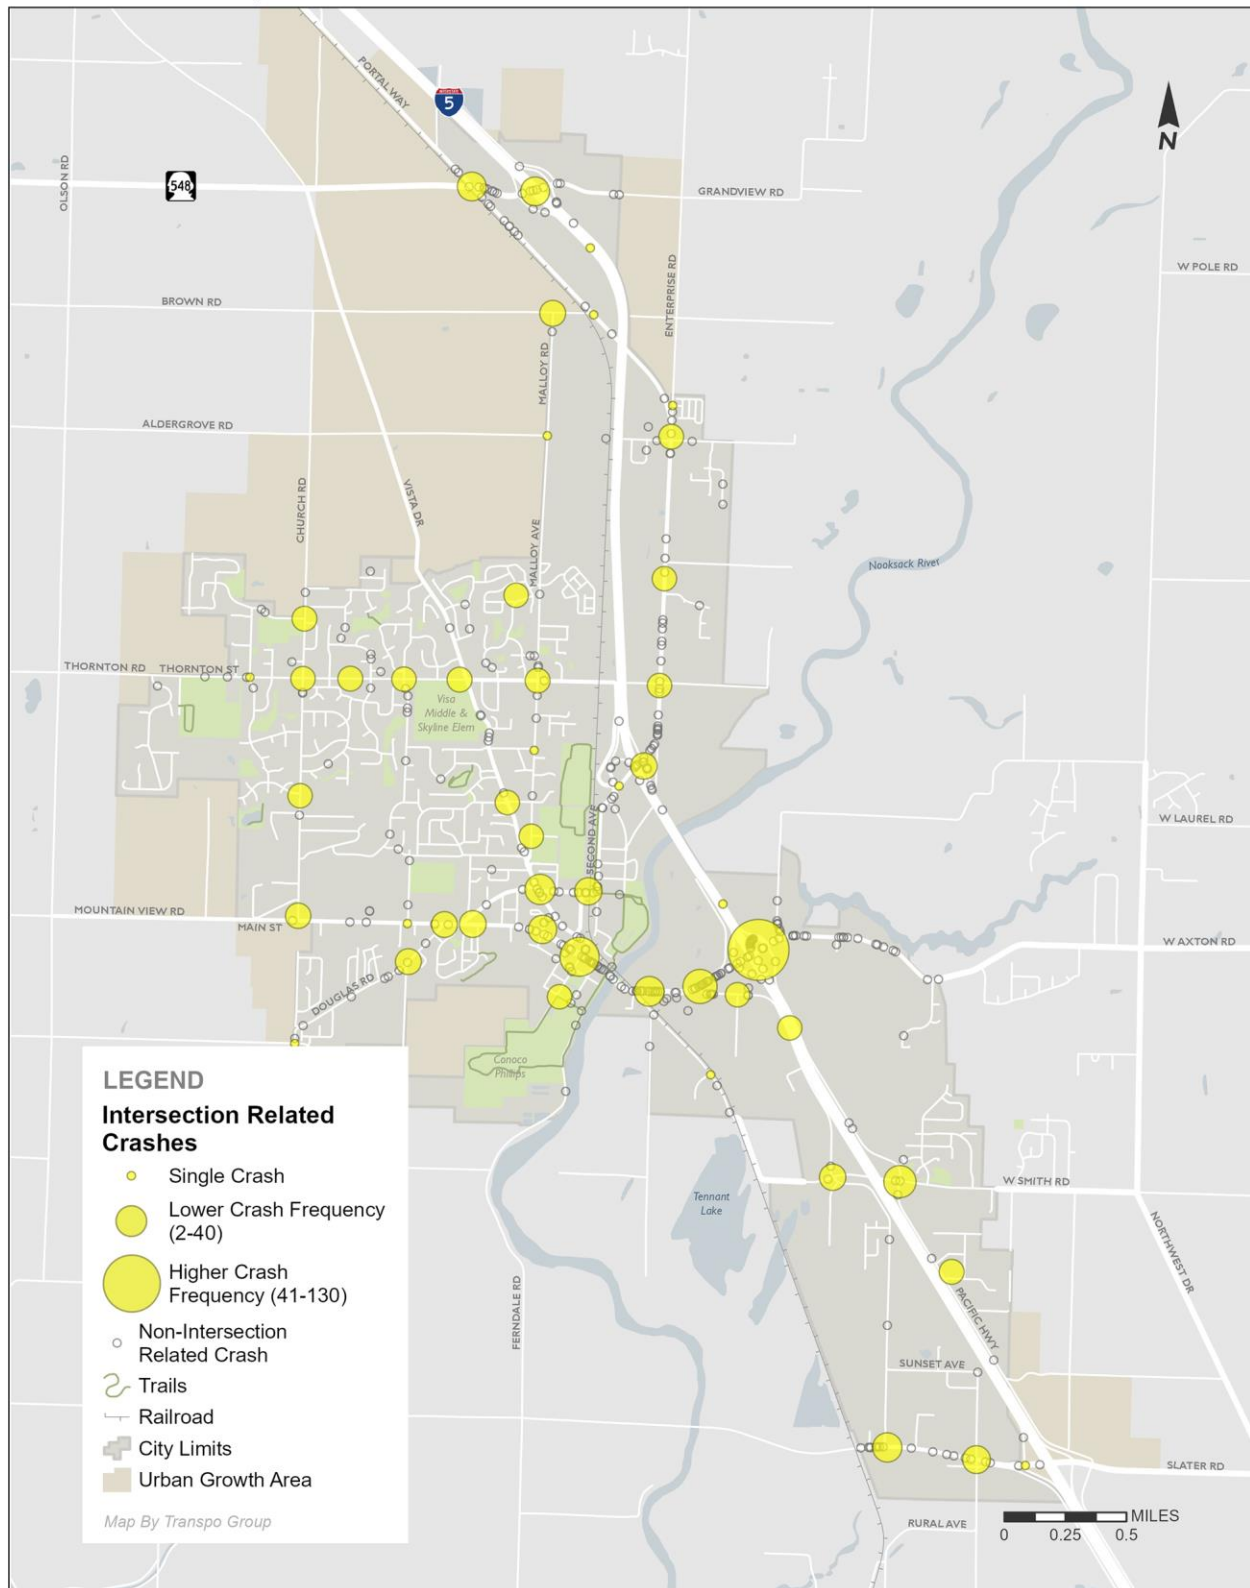 PORTAL WAY
INTERSTATE
5
OLSON RD
548
GRANDVIEW RD
ENTERPRISE RD
N
W POLE RD
BROWN RD
MALLOY RD
ALDERGROVE RD
CHURCH RD
VISTA DR
MALLOY AVE
Nooksack River
THORNTON RD
THORNTON ST
Visa
Middle &
Skyline Elem
SECOND AVE
W LAUREL RD
MOUNTAIN VIEW RD
MAIN ST
W AXTON RD
DOUGLAS RD
Conoco
Phillips
Tennant
Lake
W SMITH RD
NORTHWEST DR
FERNDALE RD
PACIFIC HWY
SUNSET AVE
SLATER RD
RURAL AVE
MILES
0 0.25 0.5
LEGEND
Intersection Related
Crashes
Single Crash
Lower Crash Frequency
(2-40)
Higher Crash
Frequency (41-130)
Non-Intersection
Related Crash
Trails
Railroad
City Limits
Urban Growth Area
Map By Transpo Group